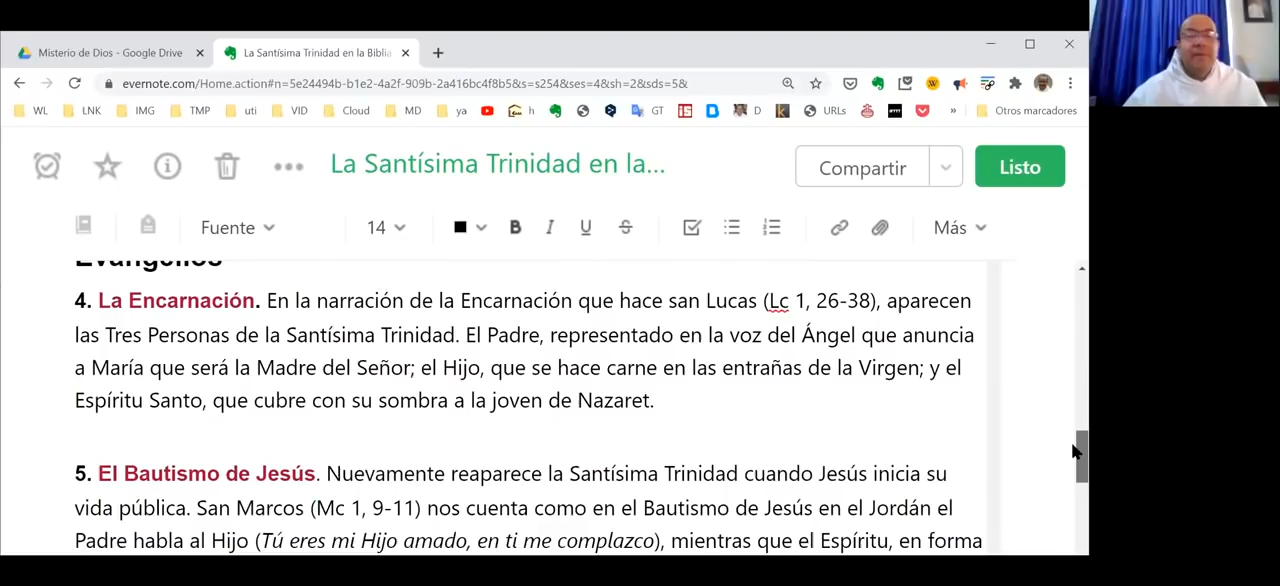 Misterio de Dios - Google Drive
La Santísima Trinidad en la Biblia
evernote.com/Home.action#n=5e24494b-b1e2-4a2f-909b-2a416bc4f8b5&s=s254&ses=4&sh=2&sds=5&
WL LNK IMG TMP uti VID Cloud MD ya h GT D URLs » Otros marcadores
La Santísima Trinidad en la... Compartir Listo
Fuente 14 B I U S Más
Evangelios
4. La Encarnación. En la narración de la Encarnación que hace san Lucas (Lc 1, 26-38), aparecen
las Tres Personas de la Santísima Trinidad. El Padre, representado en la voz del Ángel que anuncia
a María que será la Madre del Señor; el Hijo, que se hace carne en las entrañas de la Virgen; y el
Espíritu Santo, que cubre con su sombra a la joven de Nazaret.
5. El Bautismo de Jesús. Nuevamente reaparece la Santísima Trinidad cuando Jesús inicia su
vida pública. San Marcos (Mc 1, 9-11) nos cuenta como en el Bautismo de Jesús en el Jordán el
Padre habla al Hijo (Tú eres mi Hijo amado, en ti me complazco), mientras que el Espíritu, en forma